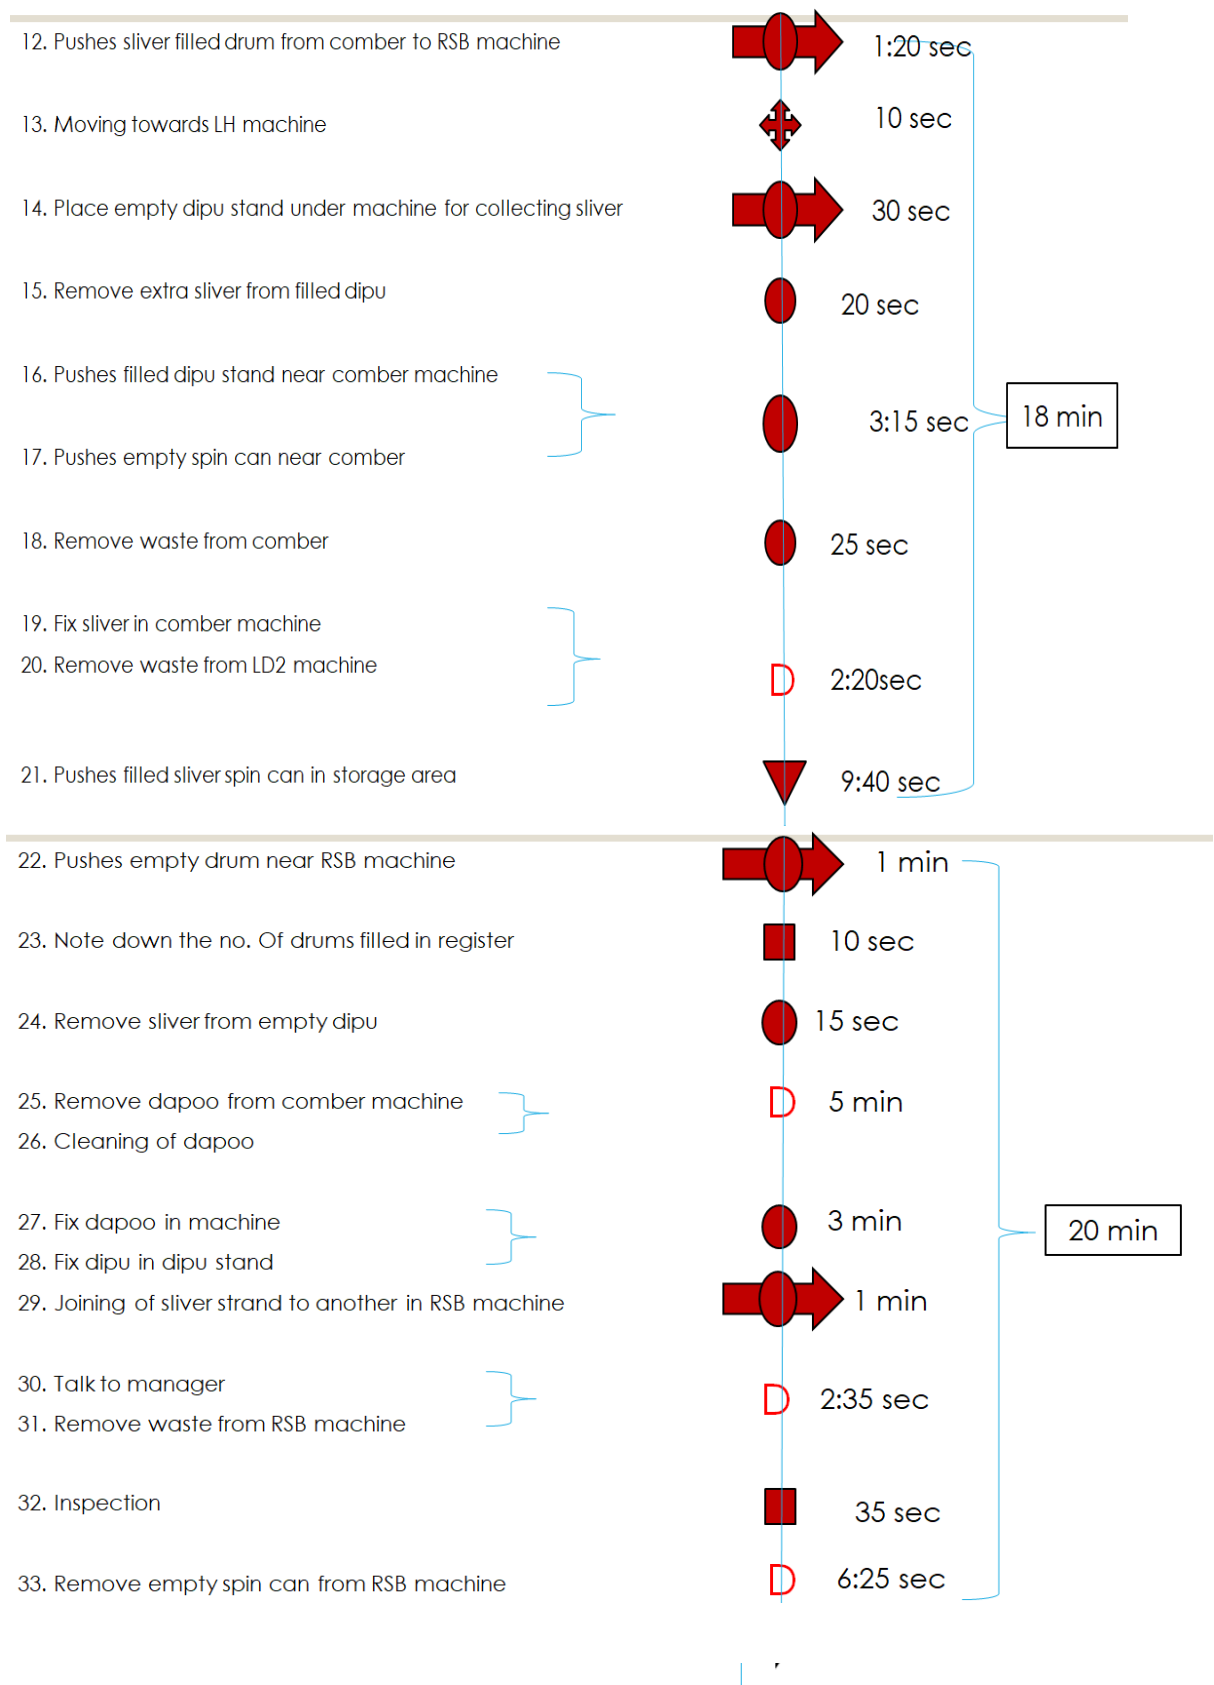 12. Pushes sliver filled drum from comber to RSB machine
1:20 sec
13. Moving towards LH machine
10 sec
14. Place empty dipu stand under machine for collecting sliver
30 sec
15. Remove extra sliver from filled dipu
20 sec
16. Pushes filled dipu stand near comber machine
3:15 sec
18 min
17. Pushes empty spin can near comber
18. Remove waste from comber
25 sec
19. Fix sliver in comber machine
20. Remove waste from LD2 machine
2:20sec
21. Pushes filled sliver spin can in storage area
9:40 sec
22. Pushes empty drum near RSB machine
1 min
23. Note down the no. Of drums filled in register
10 sec
24. Remove sliver from empty dipu
15 sec
25. Remove dapoo from comber machine
D
5 min
26. Cleaning of dapoo
27. Fix dapoo in machine
3 min
20 min
28. Fix dipu in dipu stand
29. Joining of sliver strand to another in RSB machine
1 min
30. Talk to manager
D
2:35 sec
31. Remove waste from RSB machine
32. Inspection
35 sec
33. Remove empty spin can from RSB machine
D
6:25 sec